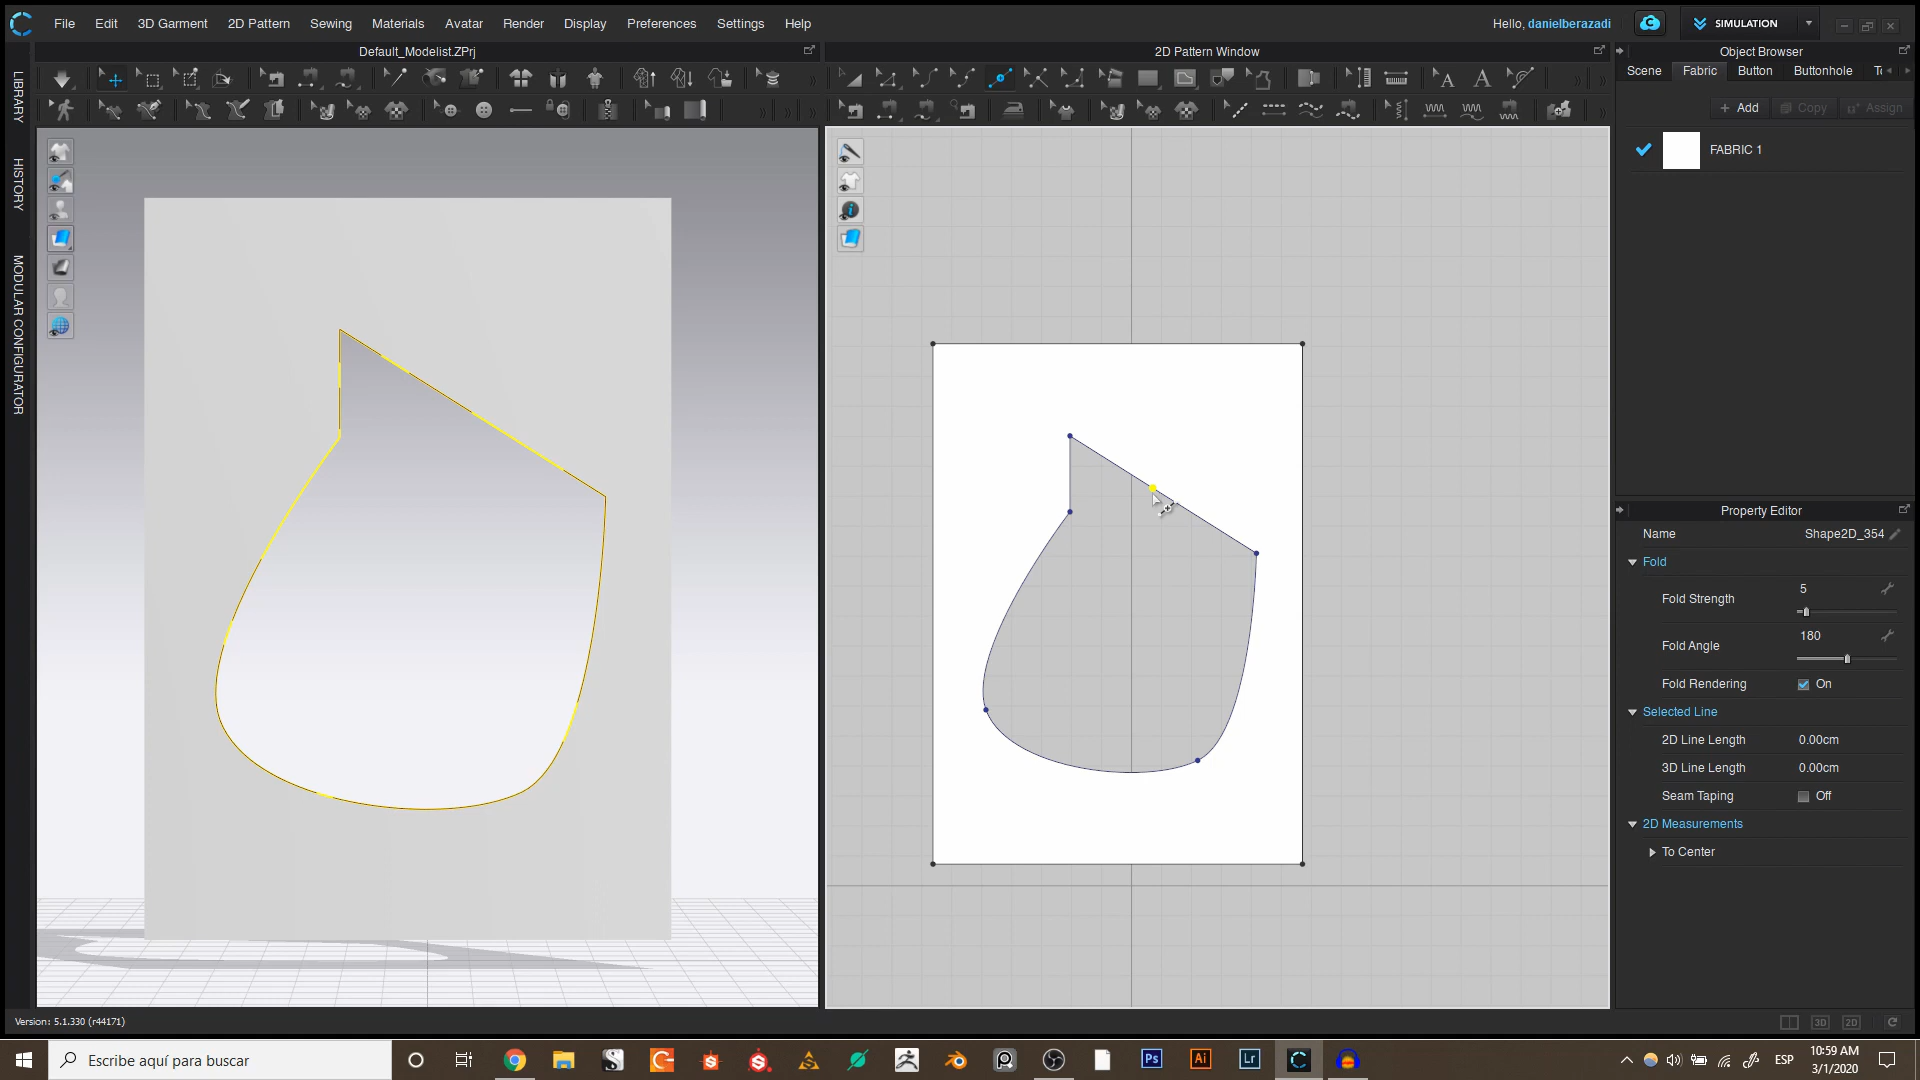 File Edit 3D Garment 2D Pattern Sewing Materials Avatar Render Display Preferences Settings Help
Hello, danielberazadi
SIMULATION
Default_Modelist.ZPrj
2D Pattern Window
Object Browser
Scene Fabric Button Buttonhole
Add Copy Assign
FABRIC 1
LIBRARY
HISTORY
MODULAR CONFIGURATOR
Property Editor
Name Shape2D_354
Fold
Fold Strength 5
Fold Angle 180
Fold Rendering On
Selected Line
2D Line Length 0.00cm
3D Line Length 0.00cm
Seam Taping Off
2D Measurements
To Center
Version: 5.1.330 (r44171)
3D 2D
Escribe aquí para buscar
Ps Ai Lr
ESP
10:59 AM
3/1/2020